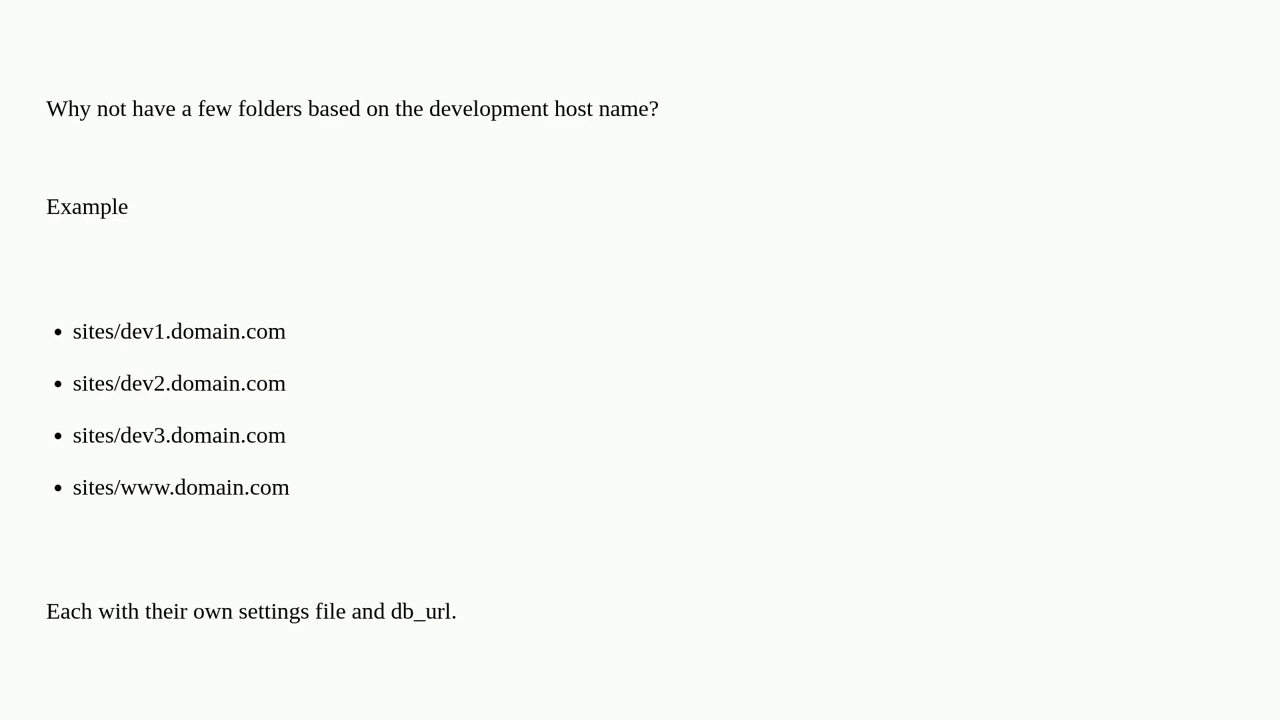 Why not have a few folders based on the development host name?
Example
• sites/dev1.domain.com
• sites/dev2.domain.com
• sites/dev3.domain.com
• sites/www.domain.com
Each with their own settings file and db_url.